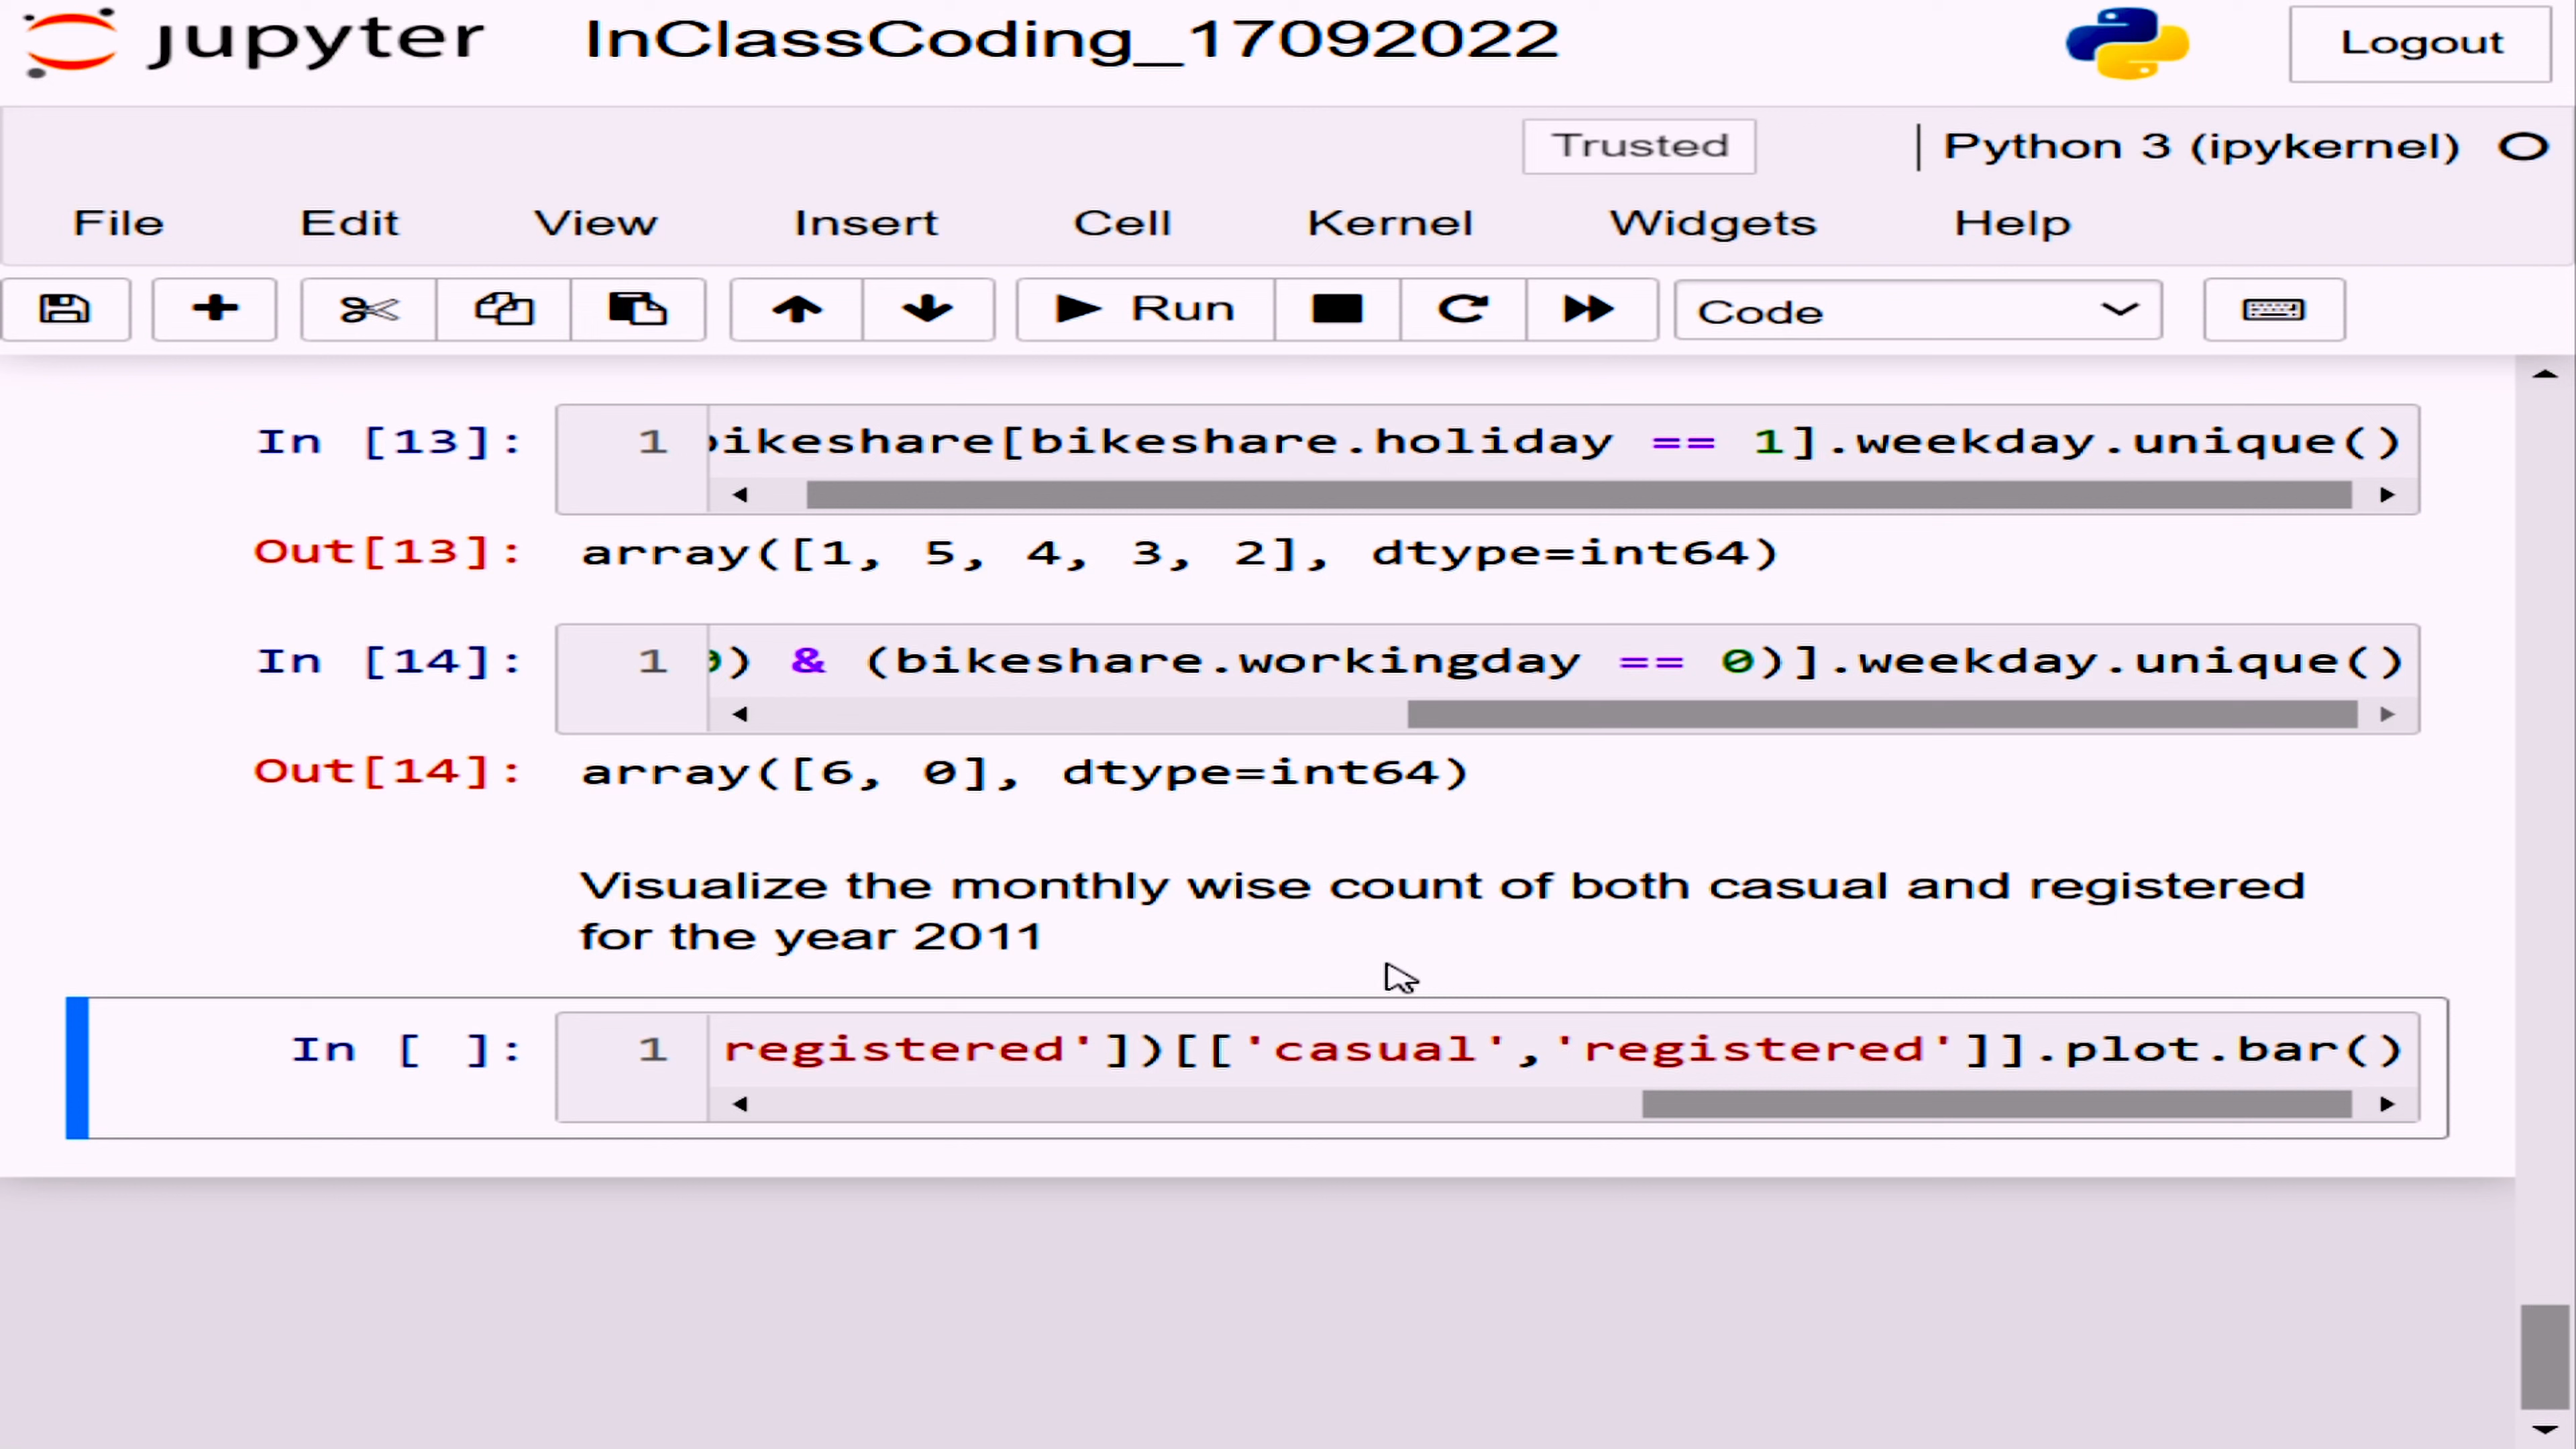 jupyter InClassCoding_17092022 Logout
Trusted | Python 3 (ipykernel)
File Edit View Insert Cell Kernel Widgets Help
Run Code
In [13]: 1 bikeshare[bikeshare.holiday == 1].weekday.unique()
Out[13]: array([1, 5, 4, 3, 2], dtype=int64)
In [14]: 1 0) & (bikeshare.workingday == 0)].weekday.unique()
Out[14]: array([6, 0], dtype=int64)
Visualize the monthly wise count of both casual and registered
for the year 2011
In [ ]: 1 registered'])[['casual','registered']].plot.bar()